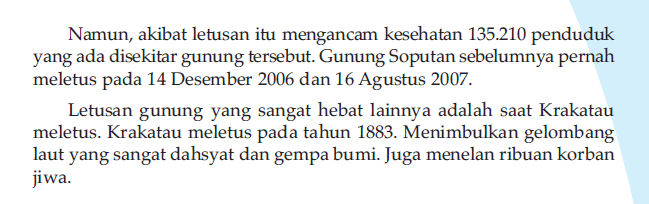 Namun, akibat letusan itu mengancam kesehatan 135.210 penduduk
yang ada disekitar gunung tersebut. Gunung Soputan sebelumnya pernah
meletus pada 14 Desember 2006 dan 16 Agustus 2007.
Letusan gunung yang sangat hebat lainnya adalah saat Krakatau
meletus. Krakatau meletus pada tahun 1883. Menimbulkan gelombang
laut yang sangat dahsyat dan gempa bumi. Juga menelan ribuan korban
jiwa.